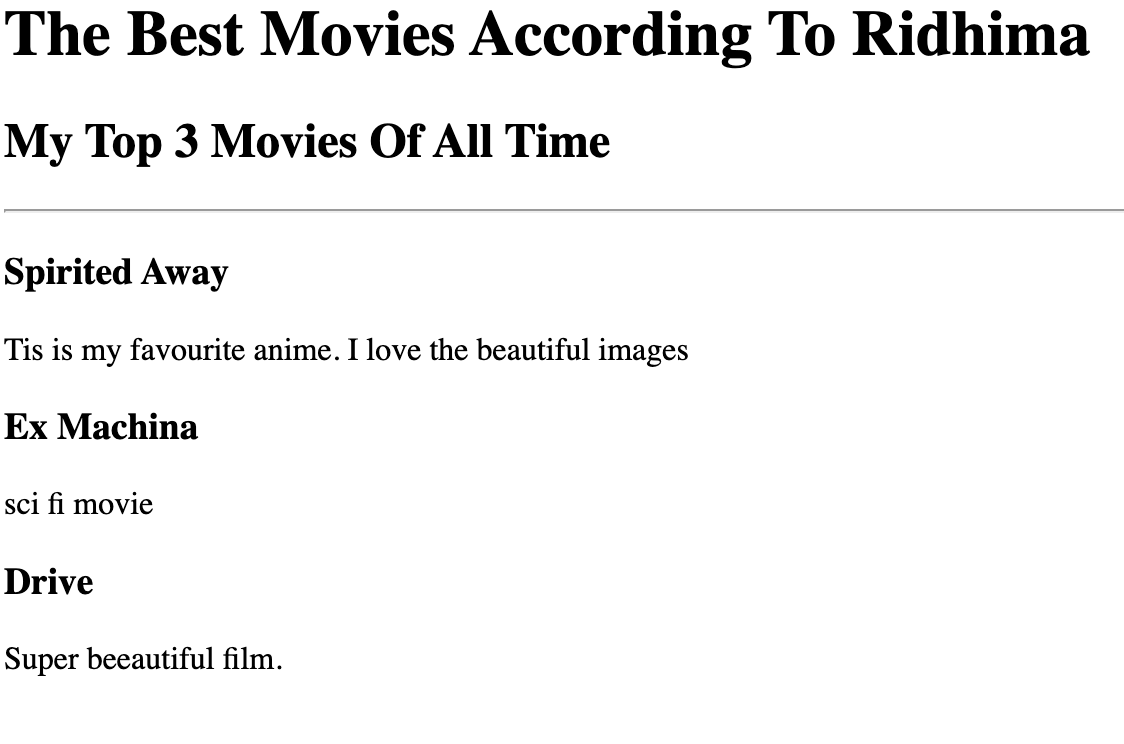 The Best Movies According To Ridhima
My Top 3 Movies Of All Time
Spirited Away
Tis is my favourite anime. I love the beautiful images
Ex Machina
sci fi movie
Drive
Super beeautiful film.